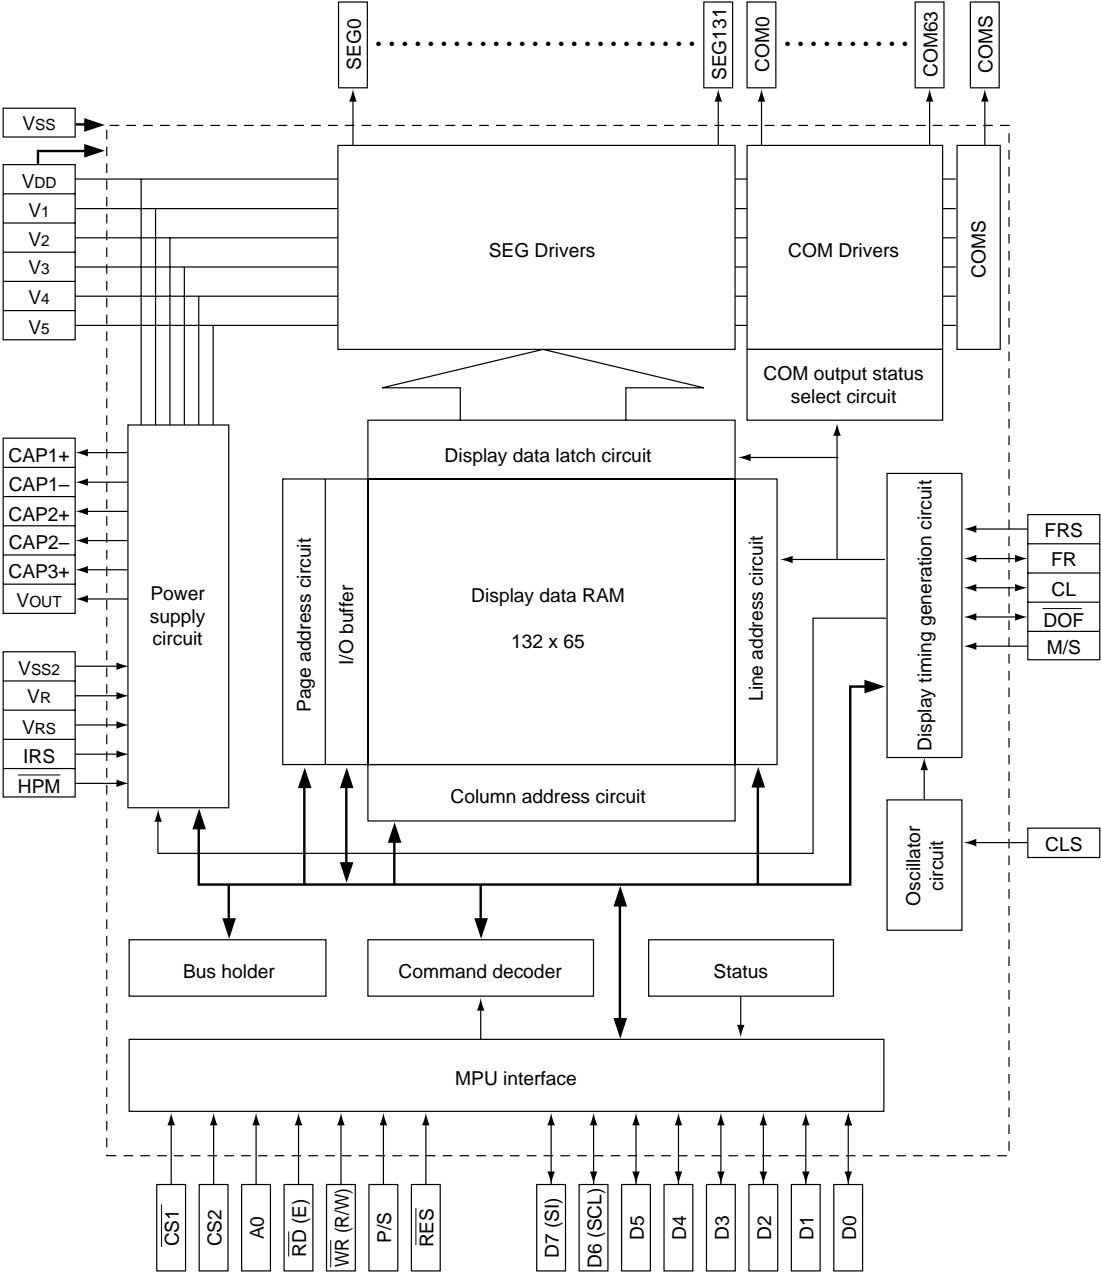 SEG0
SEG131
COM0
COM63
COMS
VSS
VDD
V1
V2
V3
V4
V5
SEG Drivers
COM Drivers
COMS
COM output status
select circuit
CAP1+
CAP1–
CAP2+
CAP2–
CAP3+
VOUT
VSS2
VR
VRS
IRS
HPM
Power
supply
circuit
Display data latch circuit
Page address circuit
I/O buffer
Display data RAM
132 x 65
Line address circuit
Column address circuit
Display timing generation circuit
FRS
FR
CL
DOF
M/S
Oscillator
circuit
CLS
Bus holder
Command decoder
Status
MPU interface
CS1
CS2
A0
RD (E)
WR (R/W)
P/S
RES
D7 (SI)
D6 (SCL)
D5
D4
D3
D2
D1
D0